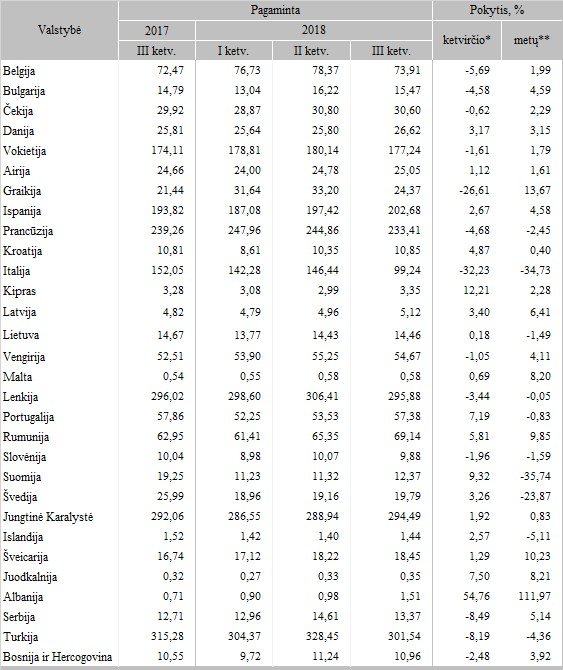 Valstybė Pagaminta Pokytis, %
2017 2018 ketvirčio* metų**
III ketv. I ketv. II ketv. III ketv.
Belgija 72,47 76,73 78,37 73,91 -5,69 1,99
Bulgarija 14,79 13,04 16,22 15,47 -4,58 4,59
Čekija 29,92 28,87 30,80 30,60 -0,62 2,29
Danija 25,81 25,64 25,80 26,62 3,17 3,15
Vokietija 174,11 178,81 180,14 177,24 -1,61 1,79
Airija 24,66 24,00 24,78 25,05 1,12 1,61
Graikija 21,44 31,64 33,20 24,37 -26,61 13,67
Ispanija 193,82 187,08 197,42 202,68 2,67 4,58
Prancūzija 239,26 247,96 244,86 233,41 -4,68 -2,45
Kroatija 10,81 8,61 10,35 10,85 4,87 0,40
Italija 152,05 142,28 146,44 99,24 -32,23 -34,73
Kipras 3,28 3,08 2,99 3,35 12,21 2,28
Latvija 4,82 4,79 4,96 5,12 3,40 6,41
Lietuva 14,67 13,77 14,43 14,46 0,18 -1,49
Vengirija 52,51 53,90 55,25 54,67 -1,05 4,11
Malta 0,54 0,55 0,58 0,58 0,69 8,20
Lenkija 296,02 298,60 306,41 295,88 -3,44 -0,05
Portugalija 57,86 52,25 53,53 57,38 7,19 -0,83
Rumunija 62,95 61,41 65,35 69,14 5,81 9,85
Slovėnija 10,04 8,98 10,07 9,88 -1,96 -1,59
Suomija 19,25 11,23 11,32 12,37 9,32 -35,74
Švedija 25,99 18,96 19,16 19,79 3,26 -23,87
Jungtinė Karalystė 292,06 286,55 288,94 294,49 1,92 0,83
Islandija 1,52 1,42 1,40 1,44 2,57 -5,11
Šveicarija 16,74 17,12 18,22 18,45 1,29 10,23
Juodkalnija 0,32 0,27 0,33 0,35 7,50 8,21
Albanija 0,71 0,90 0,98 1,51 54,76 111,97
Serbija 12,71 12,96 14,61 13,37 -8,49 5,14
Turkija 315,28 304,37 328,45 301,54 -8,19 -4,36
Bosnija ir Hercogovina 10,55 9,72 11,24 10,96 -2,48 3,92